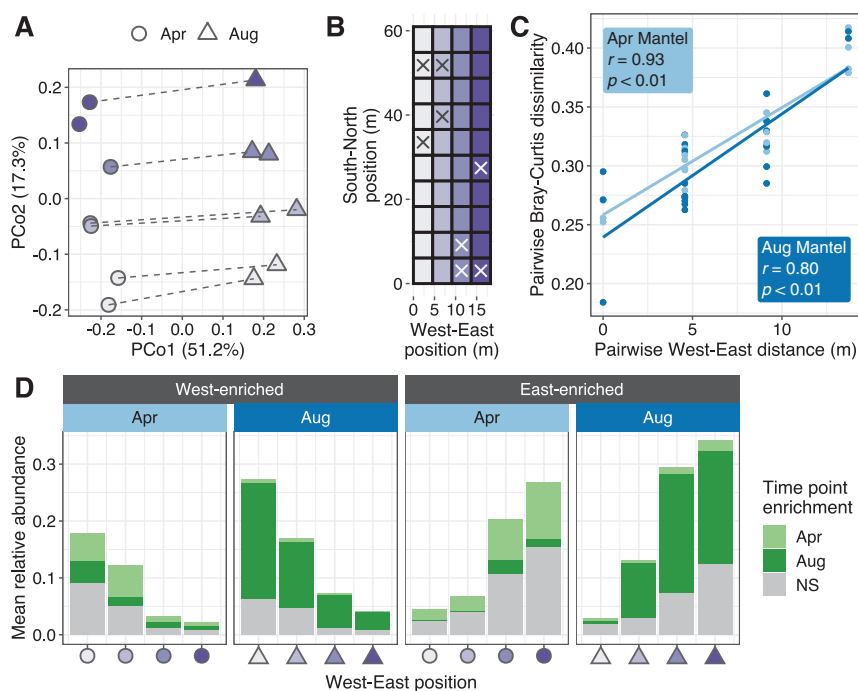 A
Apr
Aug
PCo2 (17.3%)
0.2
0.1
0.0
-0.1
-0.2
-0.2
-0.1
0.0
0.1
0.2
0.3
PCo1 (51.2%)
B
South-North
position (m)
60
40
20
0
0
5
10
15
West-East
position (m)
C
Pairwise Bray-Curtis dissimilarity
0.40
0.35
0.30
0.25
0.20
Apr Mantel
r = 0.93
p < 0.01
Aug Mantel
r = 0.80
p < 0.01
0
5
10
Pairwise West-East distance (m)
D
West-enriched
East-enriched
Apr
Aug
Apr
Aug
Mean relative abundance
0.3
0.2
0.1
0.0
West-East position
Time point
enrichment
Apr
Aug
NS